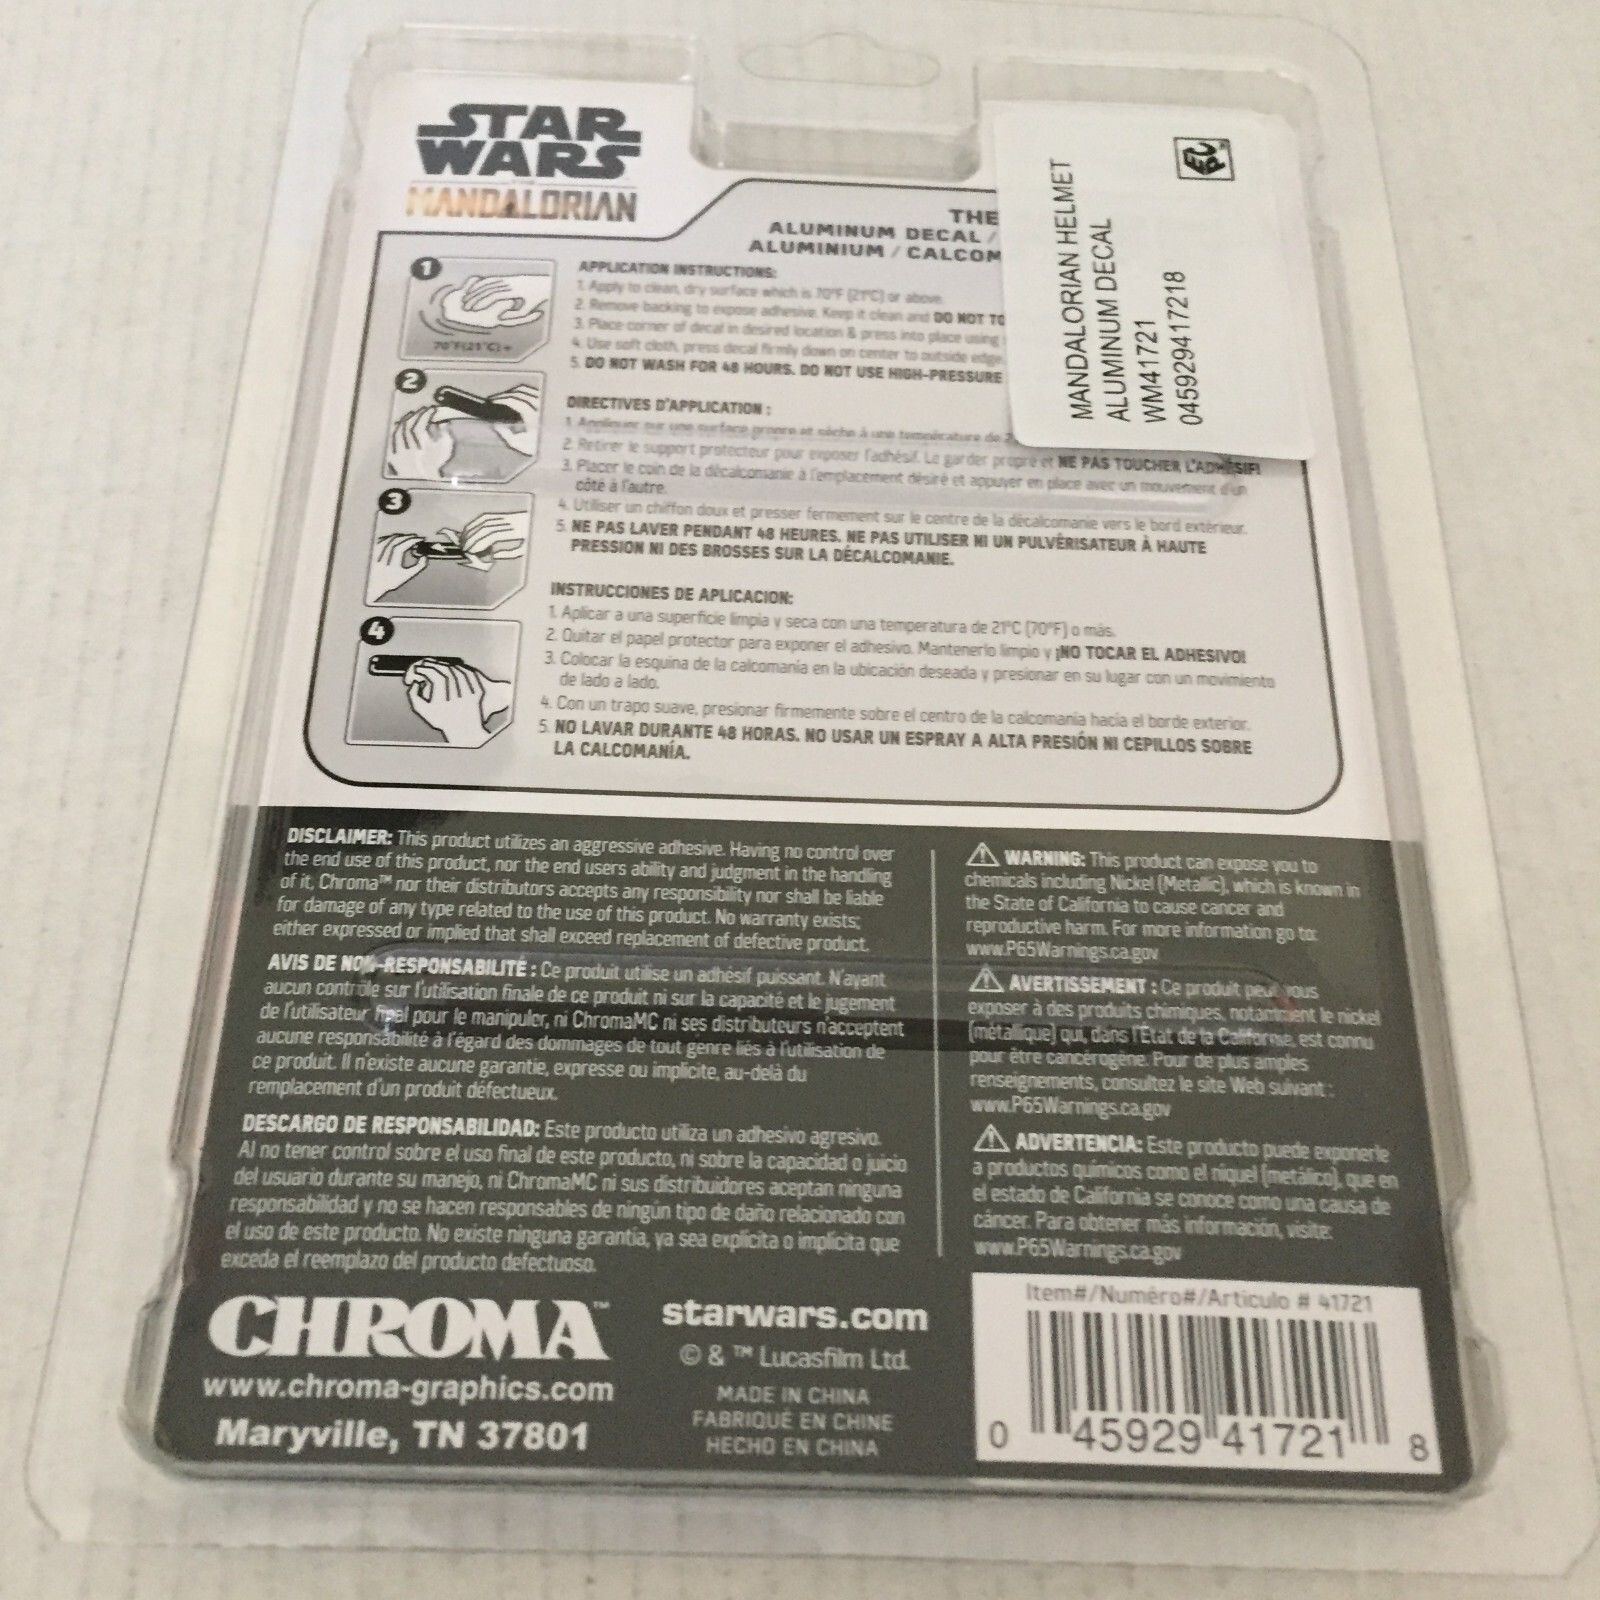 STAR
WARS
THE
MANDALORIAN
THE
ALUMINUM DECAL /
ALUMINIUM / CALCOM
MANDALORIAN HELMET
ALUMINUM DECAL
WM41721
045929417218
1
70°F(21°C)+
2
3
4
APPLICATION INSTRUCTIONS:
1. Apply to clean, dry surface which is 70°F (21°C) or above.
2. Remove backing to expose adhesive. Keep it clean and DO NOT TO
3. Place corner of decal in desired location & press into place using
4. Use soft cloth, press decal firmly down on center to outside edge.
5. DO NOT WASH FOR 48 HOURS. DO NOT USE HIGH-PRESSURE
DIRECTIVES D'APPLICATION :
1. Appliquer sur une surface propre et sèche à une température de 2
2. Retirer le support protecteur pour exposer l'adhésif. Le garder propre et NE PAS TOUCHER L'ADHÉSIF!
3. Placer le coin de la décalcomanie à l'emplacement désiré et appuyer en place avec un mouvement d'un
côté à l'autre.
4. Utiliser un chiffon doux et presser fermement sur le centre de la décalcomanie vers le bord extérieur.
5. NE PAS LAVER PENDANT 48 HEURES. NE PAS UTILISER NI UN PULVÉRISATEUR À HAUTE
PRESSION NI DES BROSSES SUR LA DÉCALCOMANIE.
INSTRUCCIONES DE APLICACION:
1. Aplicar a una superficie limpia y seca con una temperatura de 21°C (70°F) o más.
2. Quitar el papel protector para exponer el adhesivo. Mantenerlo limpio y ¡NO TOCAR EL ADHESIVO!
3. Colocar la esquina de la calcomanía en la ubicación deseada y presionar en su lugar con un movimiento
de lado a lado.
4. Con un trapo suave, presionar firmemente sobre el centro de la calcomanía hacia el borde exterior.
5. NO LAVAR DURANTE 48 HORAS. NO USAR UN ESPRAY A ALTA PRESIÓN NI CEPILLOS SOBRE
LA CALCOMANÍA.
DISCLAIMER: This product utilizes an aggressive adhesive. Having no control over
the end use of this product, nor the end users ability and judgment in the handling
of it, Chroma™ nor their distributors accepts any responsibility nor shall be liable
for damage of any type related to the use of this product. No warranty exists;
either expressed or implied that shall exceed replacement of defective product.
AVIS DE NON-RESPONSABILITÉ : Ce produit utilise un adhésif puissant. N'ayant
aucun contrôle sur l'utilisation finale de ce produit ni sur la capacité et le jugement
de l'utilisateur final pour le manipuler, ni ChromaMC ni ses distributeurs n'acceptent
aucune responsabilité à l'égard des dommages de tout genre liés à l'utilisation de
ce produit. Il n'existe aucune garantie, expresse ou implicite, au-delà du
remplacement d'un produit défectueux.
DESCARGO DE RESPONSABILIDAD: Este producto utiliza un adhesivo agresivo.
Al no tener control sobre el uso final de este producto, ni sobre la capacidad o juicio
del usuario durante su manejo, ni ChromaMC ni sus distribuidores aceptan ninguna
responsabilidad y no se hacen responsables de ningún tipo de daño relacionado con
el uso de este producto. No existe ninguna garantía, ya sea explícita o implícita que
exceda el reemplazo del producto defectuoso.
⚠ WARNING: This product can expose you to
chemicals including Nickel (Metallic), which is known in
the State of California to cause cancer and
reproductive harm. For more information go to:
www.P65Warnings.ca.gov
⚠ AVERTISSEMENT : Ce produit peut vous
exposer à des produits chimiques, notamment le nickel
(métallique) qui, dans l'État de la Californie, est connu
pour être cancérogène. Pour de plus amples
renseignements, consultez le site Web suivant :
www.P65Warnings.ca.gov
⚠ ADVERTENCIA: Este producto puede exponerle
a productos químicos como el níquel (metálico), que en
el estado de California se conoce como una causa de
cáncer. Para obtener más información, visite:
www.P65Warnings.ca.gov
CHROMA™
www.chroma-graphics.com
Maryville, TN 37801
starwars.com
© & ™ Lucasfilm Ltd.
MADE IN CHINA
FABRIQUÉ EN CHINE
HECHO EN CHINA
Item#/Numéro#/Artículo # 41721
0 45929 41721 8